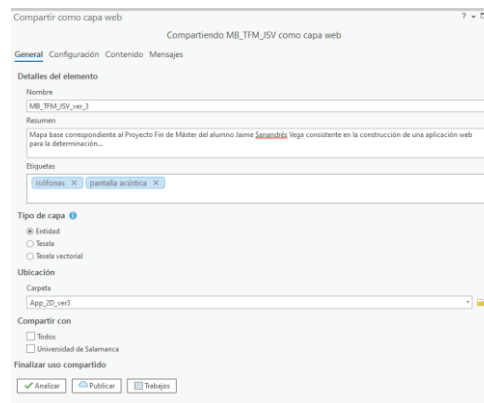 Compartir como capa web
Compartiendo MB_TFM_JSV como capa web
General Configuración Contenido Mensajes
Detalles del elemento
Nombre
MB_TFM_JSV_ver_3
Resumen
Mapa base correspondiente al Proyecto Fin de Máster del alumno Jaime Sanandrés Vega consistente en la construcción de una aplicación web
para la determinación...
Etiquetas
isófonas × pantalla acústica ×
Tipo de capa
Entidad
Tesela
Tesela vectorial
Ubicación
Carpeta
App_2D_ver3
Compartir con
Todos
Universidad de Salamanca
Finalizar uso compartido
Analizar Publicar Trabajos